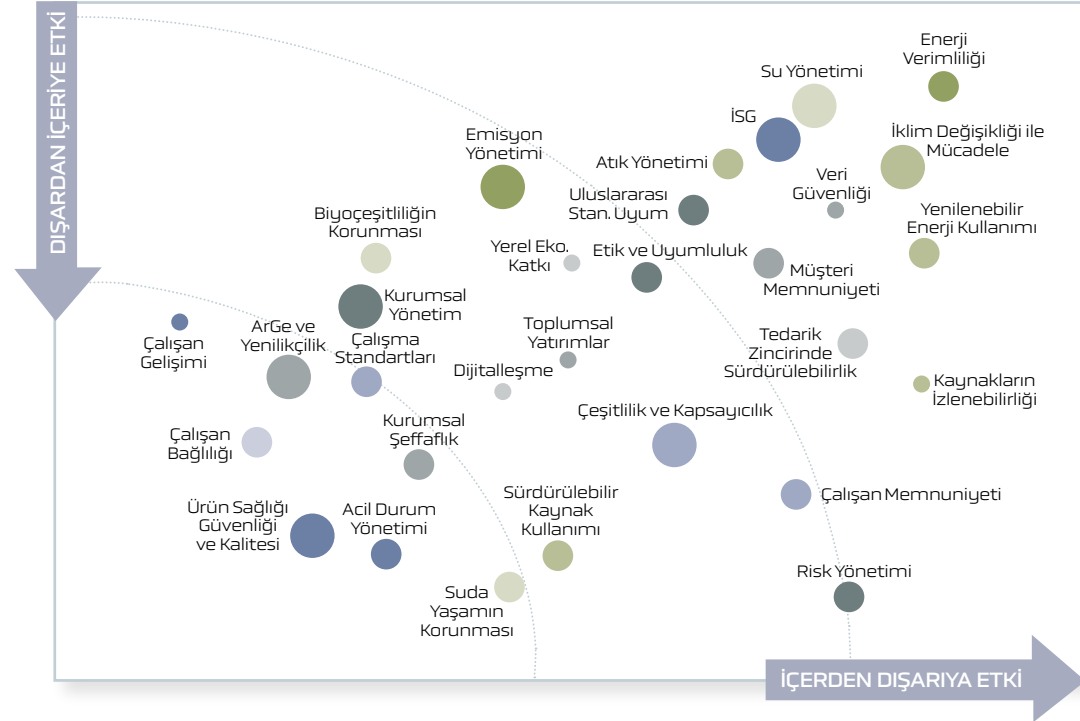 DIŞARDAN İÇERİYE ETKİ
Enerji
Verimliliği
Su Yönetimi
İSG
İklim Değişikliği ile
Mücadele
Emisyon
Yönetimi
Atık Yönetimi
Veri
Güvenliği
Uluslararası
Stan. Uyum
Biyoçeşitliliğin
Korunması
Yenilenebilir
Enerji Kullanımı
Yerel Eko.
Katkı
Etik ve Uyumluluk
Müşteri
Memnuniyeti
Kurumsal
Yönetim
Çalışan
Gelişimi
ArGe ve
Yenilikçilik
Çalışma
Standartları
Toplumsal
Yatırımlar
Tedarik
Zincirinde
Sürdürülebilirlik
Dijitalleşme
Kaynakların
İzlenebilirliği
Çeşitlilik ve Kapsayıcılık
Çalışan
Bağlılığı
Kurumsal
Şeffaflık
Çalışan Memnuniyeti
Ürün Sağlığı
Güvenliği
ve Kalitesi
Acil Durum
Yönetimi
Sürdürülebilir
Kaynak
Kullanımı
Risk Yönetimi
Suda
Yaşamın
Korunması
İÇERDEN DIŞARIYA ETKİ